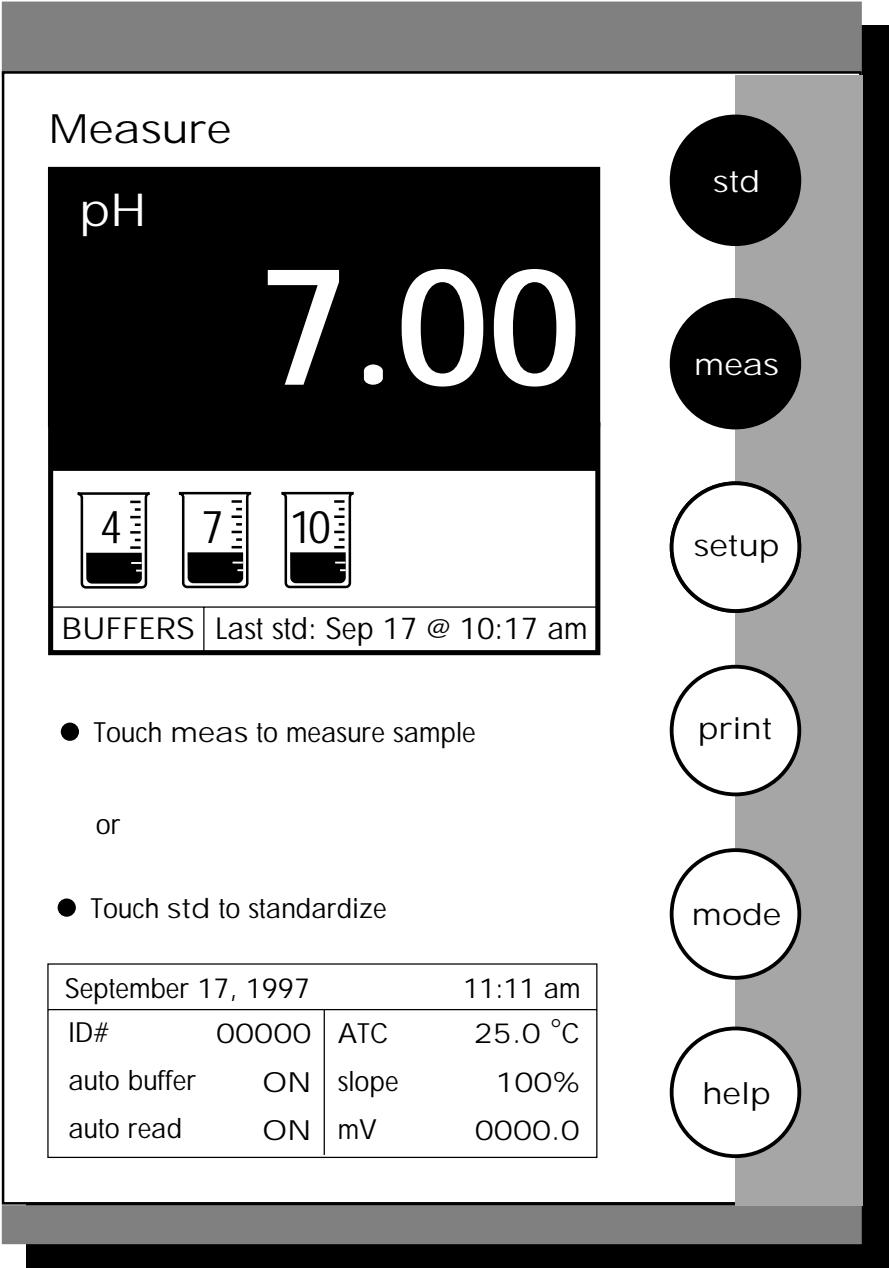 Measure
pH
7.00
4 7 10
BUFFERS Last std: Sep 17 @ 10:17 am
Touch meas to measure sample
or
Touch std to standardize
September 17, 1997 11:11 am
ID# 00000 ATC 25.0 °C
auto buffer ON slope 100%
auto read ON mV 0000.0
std
meas
setup
print
mode
help